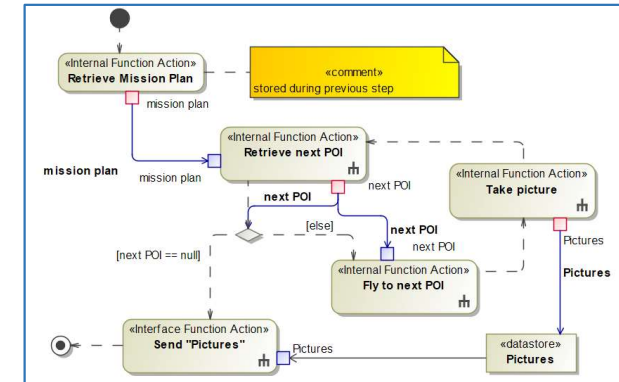 «Internal Function Action»
Retrieve Mission Plan
«comment»
stored during previous step
mission plan
«Internal Function Action»
Retrieve next POI
mission plan
mission plan
next POI
next POI
«Internal Function Action»
Take picture
[else]
next POI
next POI
Pictures
Pictures
[next POI == null]
«Internal Function Action»
Fly to next POI
«Interface Function Action»
Send "Pictures"
Pictures
«datastore»
Pictures